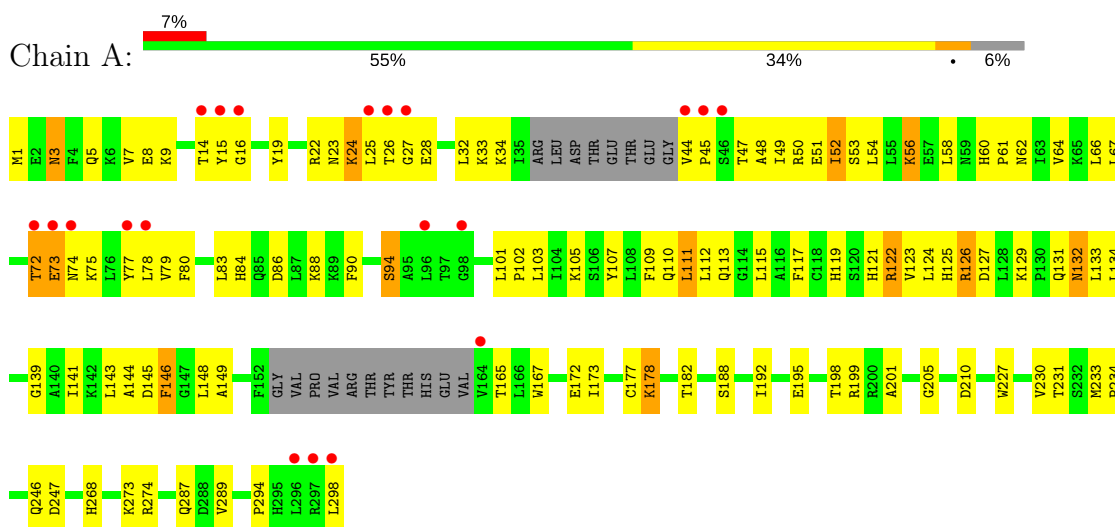 7%
Chain A:
55% 34% • 6%
M1 E2 N3 F4 Q5 K6 V7 E8 K9 T14 Y15 G16 Y19 R22 N23 K24 L25 T26 G27 E28 L32 K33 K34 I35 ARG LEU ASP THR GLU THR GLU GLY V44 P45 S46 T47 A48 I49 R50 E51 I52 S53 L54 L55 K56 E57 L58 N59 H60 P61 N62 I63 V64 K65 L66 L67
T72 E73 N74 K75 L76 Y77 L78 V79 F80 L83 H84 Q85 D86 L87 K88 K89 F90 S94 A95 L96 T97 G98 L101 P102 L103 I104 K105 S106 Y107 L108 F109 Q110 L111 L112 Q113 G114 L115 A116 F117 C118 H119 S120 H121 R122 V123 L124 H125 R126 D127 L128 K129 P130 Q131 N132 L133 L134
G139 A140 I141 K142 L143 A144 D145 F146 G147 L148 A149 F152 GLY VAL PRO VAL ARG THR TYR THR HIS GLU VAL V164 T165 L166 W167 E172 I173 C177 K178 T182 S188 I192 E195 T198 R199 R200 A201 G205 D210 W227 V230 T231 S232 M233 P234
Q246 D247 H268 K273 R274 Q287 D288 V289 P294 H295 L296 R297 L298